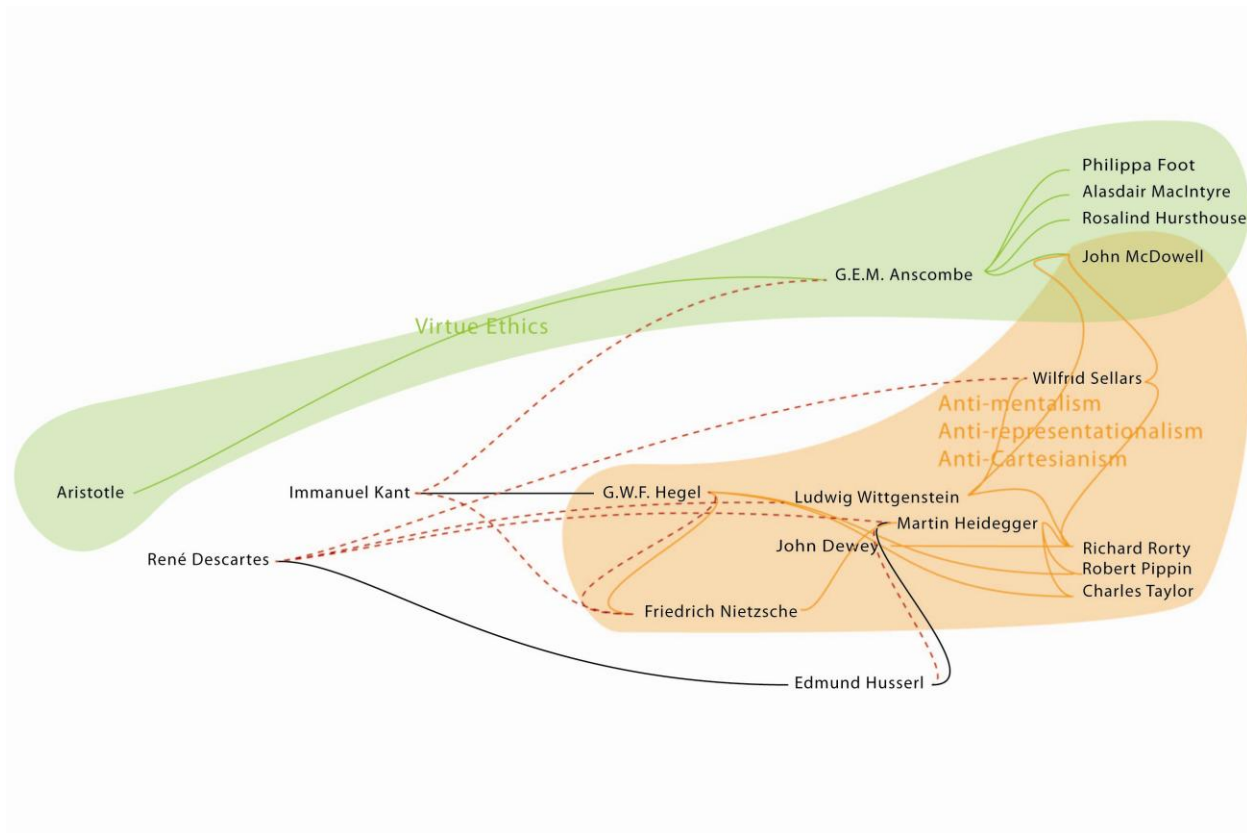 Philippa Foot
Alasdair MacIntyre
Rosalind Hursthouse
John McDowell
G.E.M. Anscombe
Virtue Ethics
Wilfrid Sellars
Anti-mentalism
Anti-representationalism
Anti-Cartesianism
Aristotle
Immanuel Kant
G.W.F. Hegel
Ludwig Wittgenstein
Martin Heidegger
John Dewey
Richard Rorty
René Descartes
Robert Pippin
Charles Taylor
Friedrich Nietzsche
Edmund Husserl